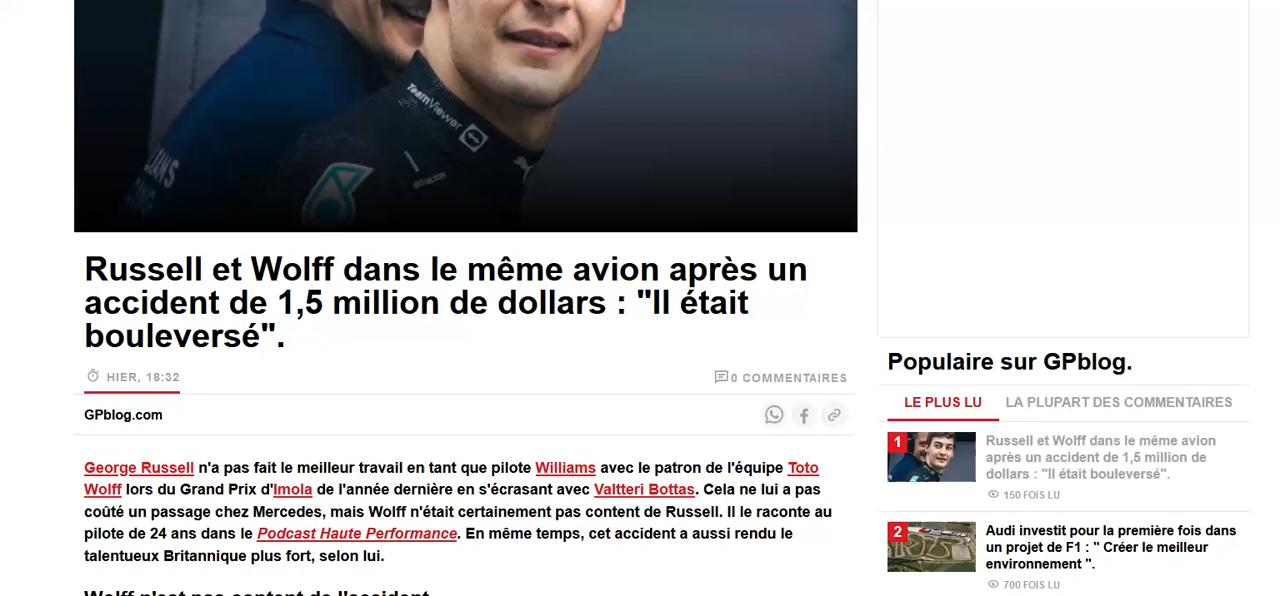 TeamViewer
Russell et Wolff dans le même avion après un
accident de 1,5 million de dollars : "Il était
bouleversé".
HIER, 18:32
0 COMMENTAIRES
GPblog.com
George Russell n'a pas fait le meilleur travail en tant que pilote Williams avec le patron de l'équipe Toto
Wolff lors du Grand Prix d'Imola de l'année dernière en s'écrasant avec Valtteri Bottas. Cela ne lui a pas
coûté un passage chez Mercedes, mais Wolff n'était certainement pas content de Russell. Il le raconte au
pilote de 24 ans dans le Podcast Haute Performance. En même temps, cet accident a aussi rendu le
talentueux Britannique plus fort, selon lui.
Wolff n'est pas content de l'accident
Populaire sur GPblog.
LE PLUS LU
LA PLUPART DES COMMENTAIRES
1
Russell et Wolff dans le même avion
après un accident de 1,5 million de
dollars : "Il était bouleversé".
150 FOIS LU
2
Audi investit pour la première fois dans
un projet de F1 : " Créer le meilleur
environnement ".
700 FOIS LU